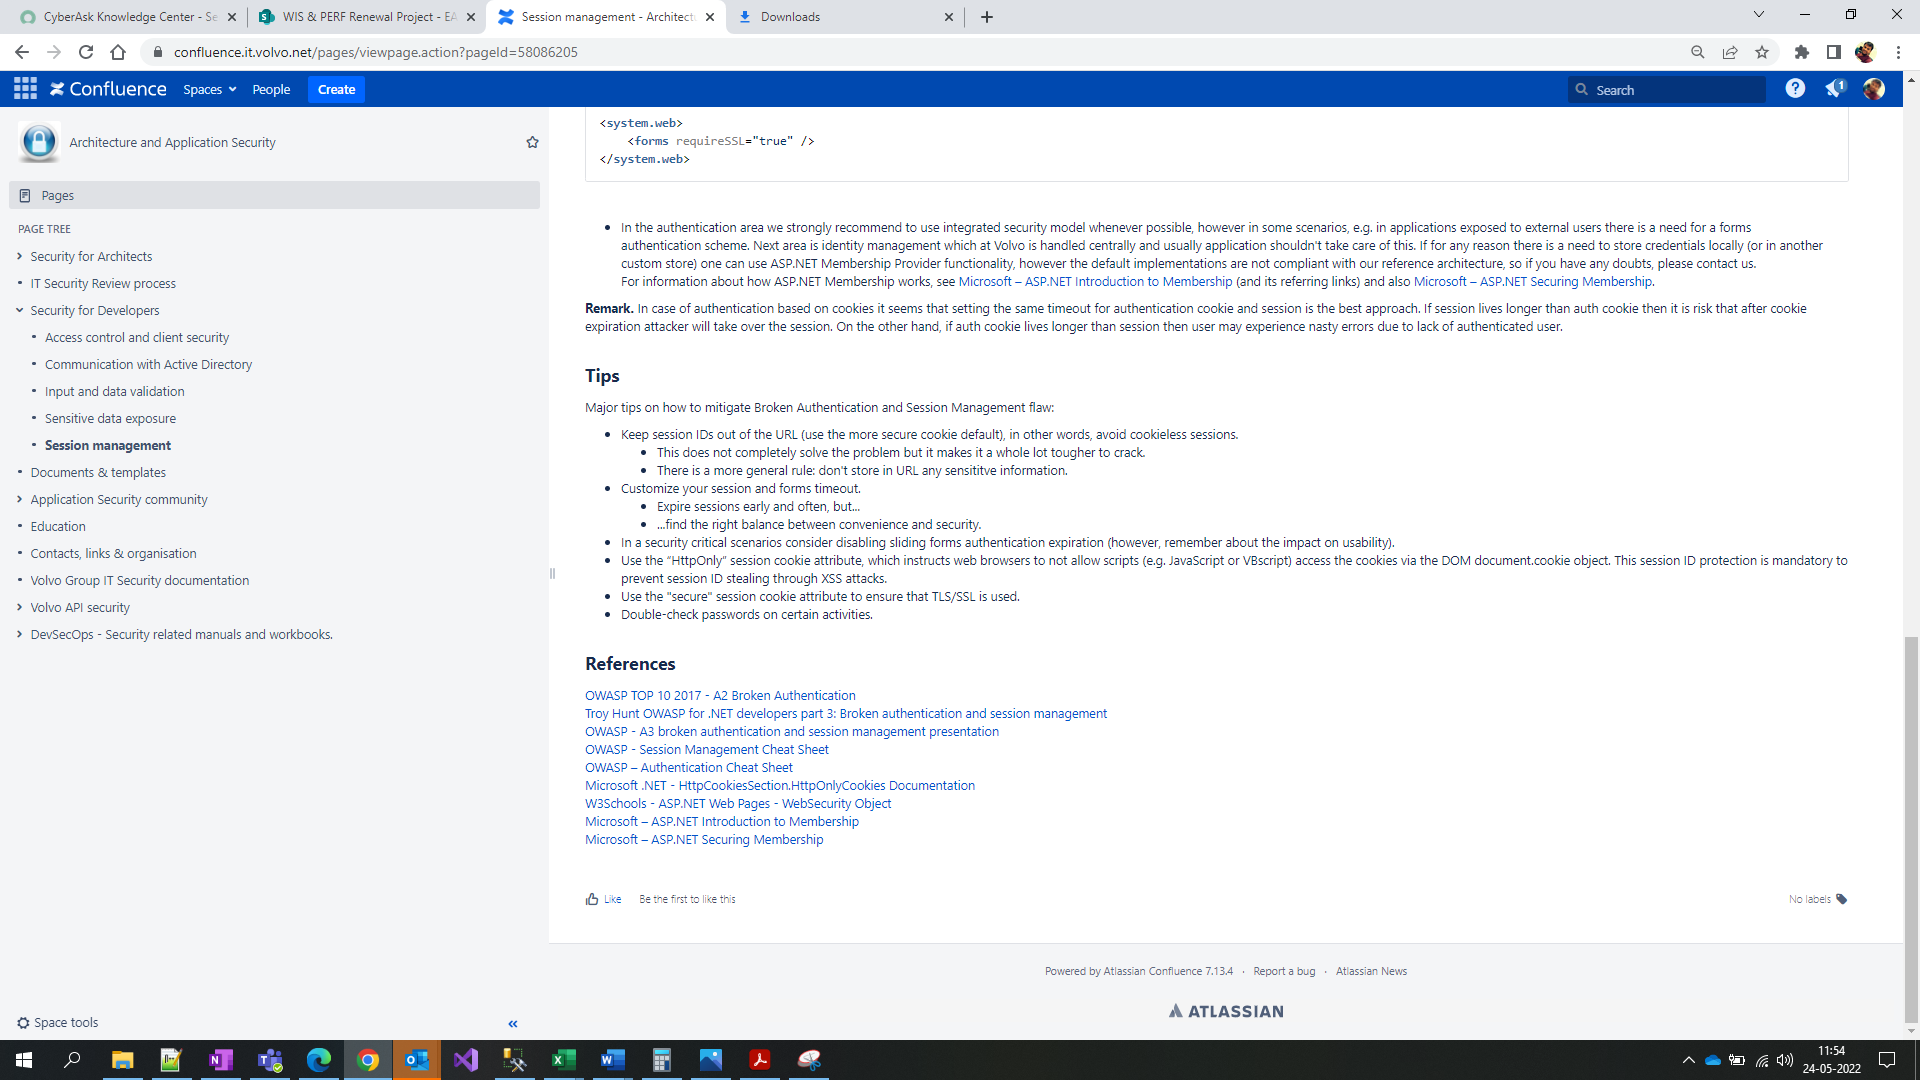 CyberAsk Knowledge Center - Se
WIS & PERF Renewal Project - EA
Session management - Architectu
Downloads
confluence.it.volvo.net/pages/viewpage.action?pageId=58086205
Confluence
Spaces
People
Create
Search
1
Architecture and Application Security
Pages
PAGE TREE
Security for Architects
IT Security Review process
Security for Developers
Access control and client security
Communication with Active Directory
Input and data validation
Sensitive data exposure
Session management
Documents & templates
Application Security community
Education
Contacts, links & organisation
Volvo Group IT Security documentation
Volvo API security
DevSecOps - Security related manuals and workbooks.
Space tools
<system.web>
<forms requireSSL="true" />
</system.web>
In the authentication area we strongly recommend to use integrated security model whenever possible, however in some scenarios, e.g. in applications exposed to external users there is a need for a forms
authentication scheme. Next area is identity management which at Volvo is handled centrally and usually application shouldn't take care of this. If for any reason there is a need to store credentials locally (or in another
custom store) one can use ASP.NET Membership Provider functionality, however the default implementations are not compliant with our reference architecture, so if you have any doubts, please contact us.
For information about how ASP.NET Membership works, see Microsoft – ASP.NET Introduction to Membership (and its referring links) and also Microsoft – ASP.NET Securing Membership.
Remark. In case of authentication based on cookies it seems that setting the same timeout for authentication cookie and session is the best approach. If session lives longer than auth cookie then it is risk that after cookie
expiration attacker will take over the session. On the other hand, if auth cookie lives longer than session then user may experience nasty errors due to lack of authenticated user.
Tips
Major tips on how to mitigate Broken Authentication and Session Management flaw:
Keep session IDs out of the URL (use the more secure cookie default), in other words, avoid cookieless sessions.
This does not completely solve the problem but it makes it a whole lot tougher to crack.
There is a more general rule: don't store in URL any sensititve information.
Customize your session and forms timeout.
Expire sessions early and often, but...
...find the right balance between convenience and security.
In a security critical scenarios consider disabling sliding forms authentication expiration (however, remember about the impact on usability).
Use the “HttpOnly” session cookie attribute, which instructs web browsers to not allow scripts (e.g. JavaScript or VBscript) access the cookies via the DOM document.cookie object. This session ID protection is mandatory to
prevent session ID stealing through XSS attacks.
Use the "secure" session cookie attribute to ensure that TLS/SSL is used.
Double-check passwords on certain activities.
References
OWASP TOP 10 2017 - A2 Broken Authentication
Troy Hunt OWASP for .NET developers part 3: Broken authentication and session management
OWASP - A3 broken authentication and session management presentation
OWASP - Session Management Cheat Sheet
OWASP – Authentication Cheat Sheet
Microsoft .NET - HttpCookiesSection.HttpOnlyCookies Documentation
W3Schools - ASP.NET Web Pages - WebSecurity Object
Microsoft – ASP.NET Introduction to Membership
Microsoft – ASP.NET Securing Membership
Like
Be the first to like this
No labels
Powered by Atlassian Confluence 7.13.4 · Report a bug · Atlassian News
ATLASSIAN
11:54
24-05-2022